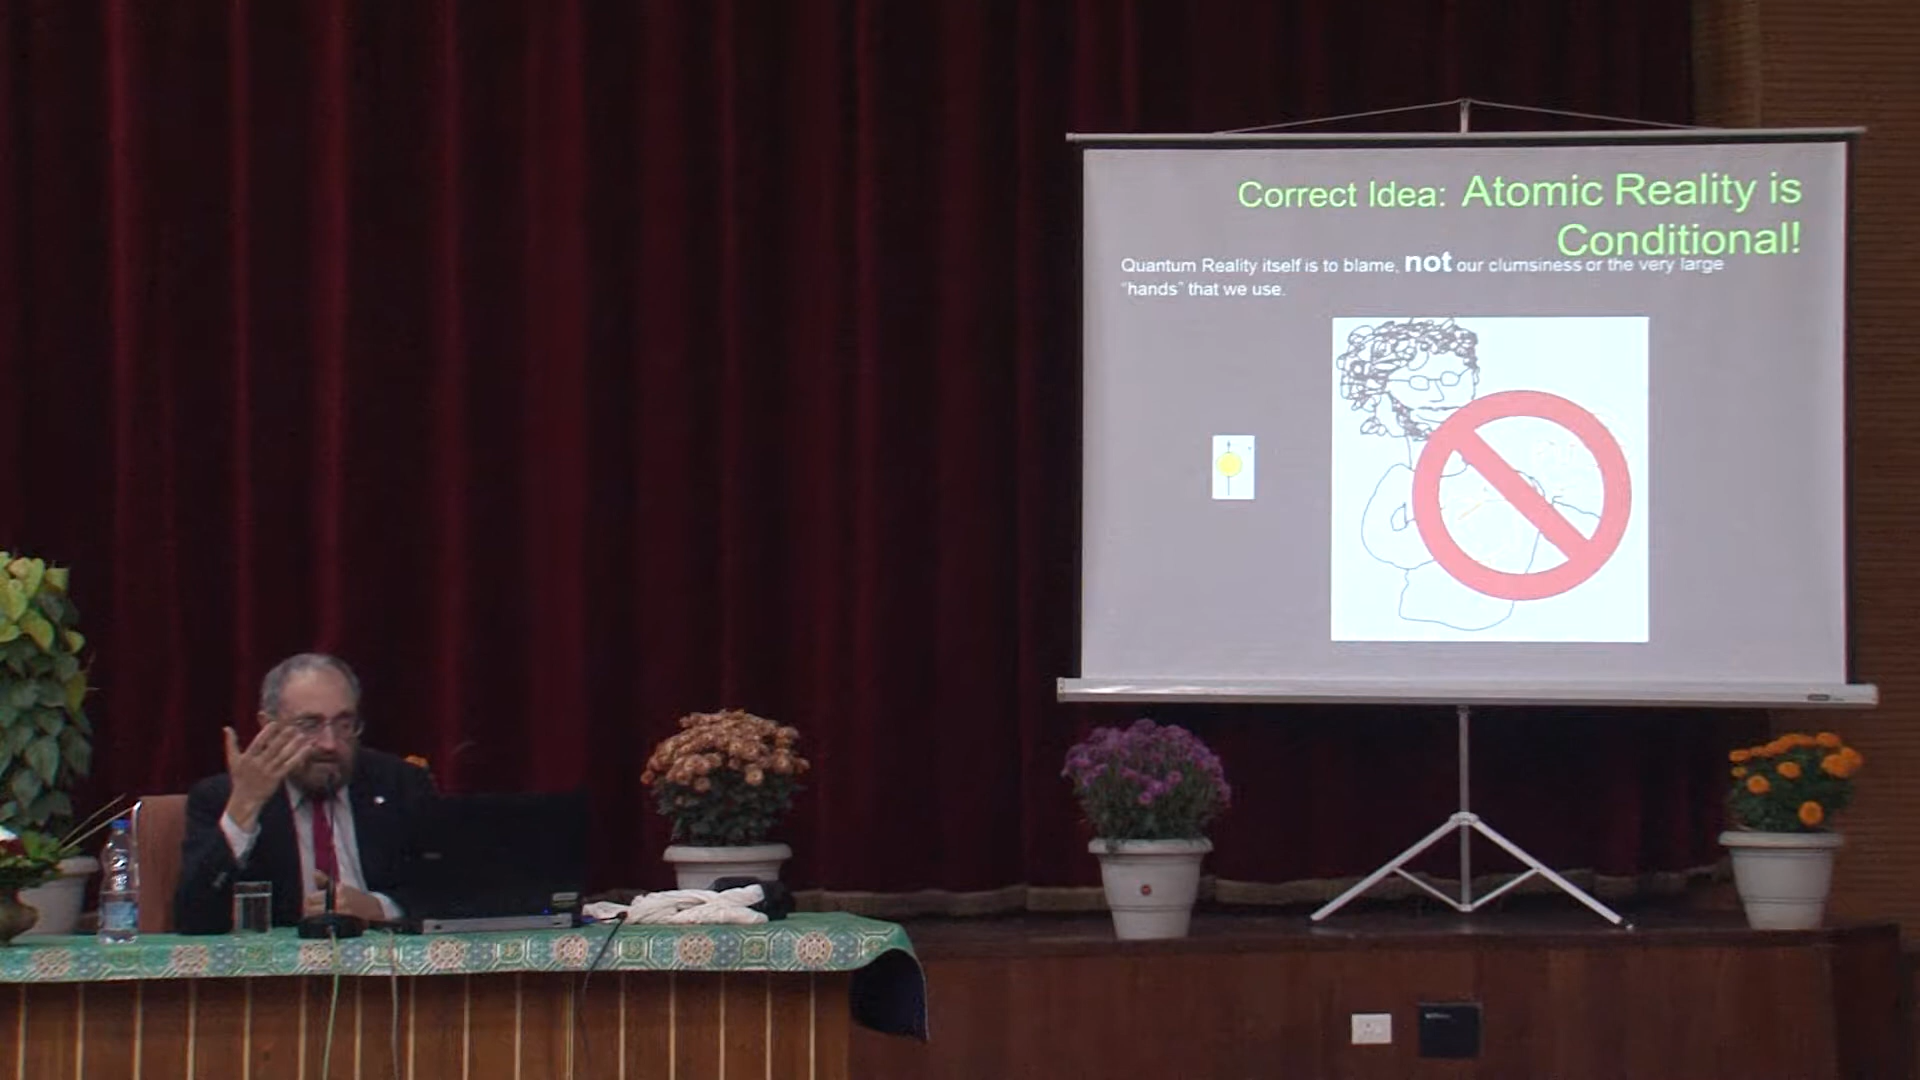 Correct Idea: Atomic Reality is
Conditional!
Quantum Reality itself is to blame, not our clumsiness or the very large
“hands” that we use.